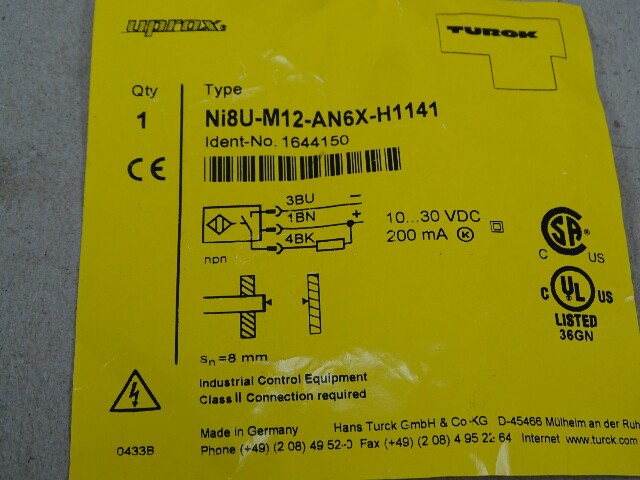 uprox®
TURCK
Qty
Type
1
Ni8U-M12-AN6X-H1141
Ident-No. 1644150
CE
3BU −
1BN +
4BK
npn
10...30 VDC
200 mA K
C SA US
C UL US
LISTED
36GN
sn=8 mm
Industrial Control Equipment
Class II Connection required
0433B
Made in Germany Hans Turck GmbH & Co KG D-45466 Mülheim an der Ruh
Phone (+49) (2 08) 49 52-0 Fax (+49) (2 08) 4 95 22 64 Internet www.turck.com